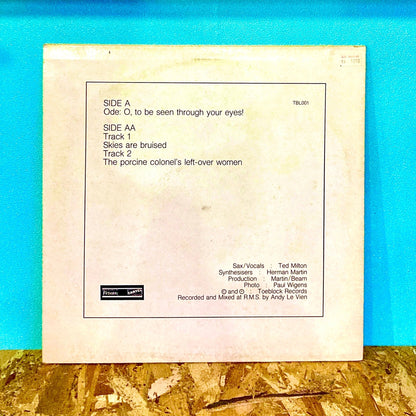 SIDE A
TBL001
Ode: O, to be seen through your eyes!
SIDE AA
Track 1
Skies are bruised
Track 2
The porcine colonel's left-over women
Sax/Vocals : Ted Milton
Synthesisers : Herman Martin
Production : Martin/Beam
Photo : Paul Wigens
© and ℗ : Toeblock Records
Recorded and Mixed at R.M.S. by Andy Le Vien